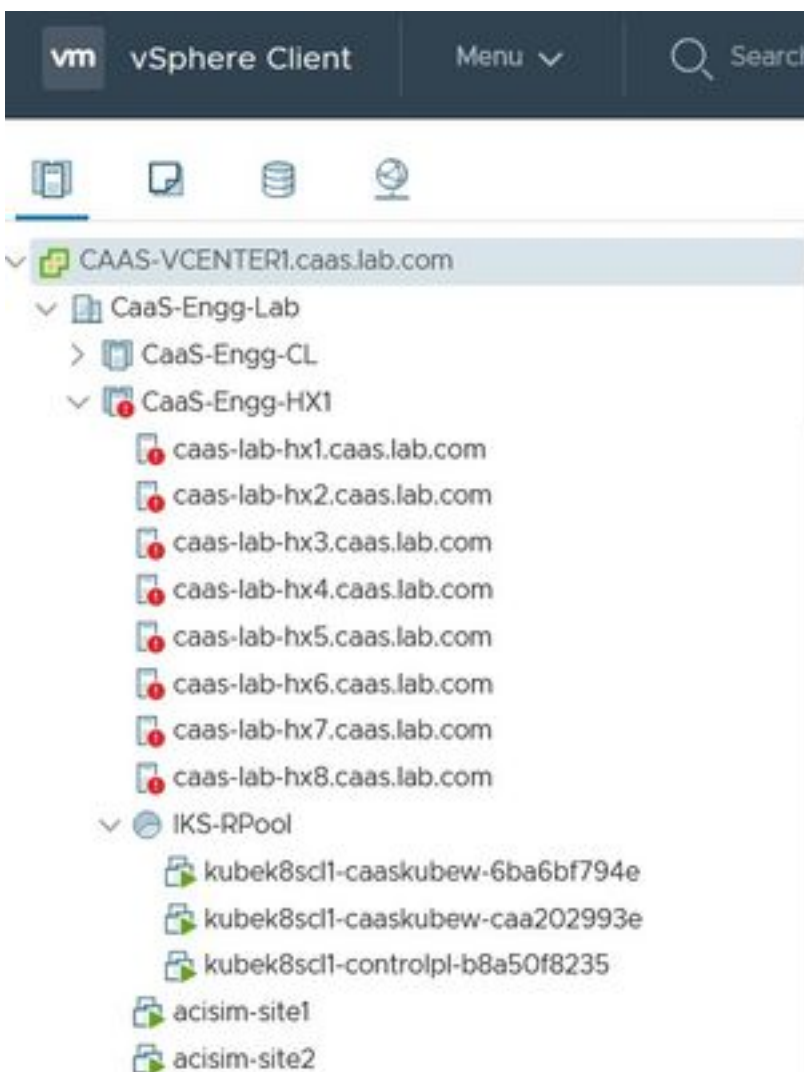 vm vSphere Client Menu Search
CAAS-VCENTER1.caas.lab.com
CaaS-Engg-Lab
CaaS-Engg-CL
CaaS-Engg-HX1
caas-lab-hx1.caas.lab.com
caas-lab-hx2.caas.lab.com
caas-lab-hx3.caas.lab.com
caas-lab-hx4.caas.lab.com
caas-lab-hx5.caas.lab.com
caas-lab-hx6.caas.lab.com
caas-lab-hx7.caas.lab.com
caas-lab-hx8.caas.lab.com
IKS-RPool
kubek8scl1-caaskubew-6ba6bf794e
kubek8scl1-caaskubew-caa202993e
kubek8scl1-controlpl-b8a50f8235
acisim-site1
acisim-site2